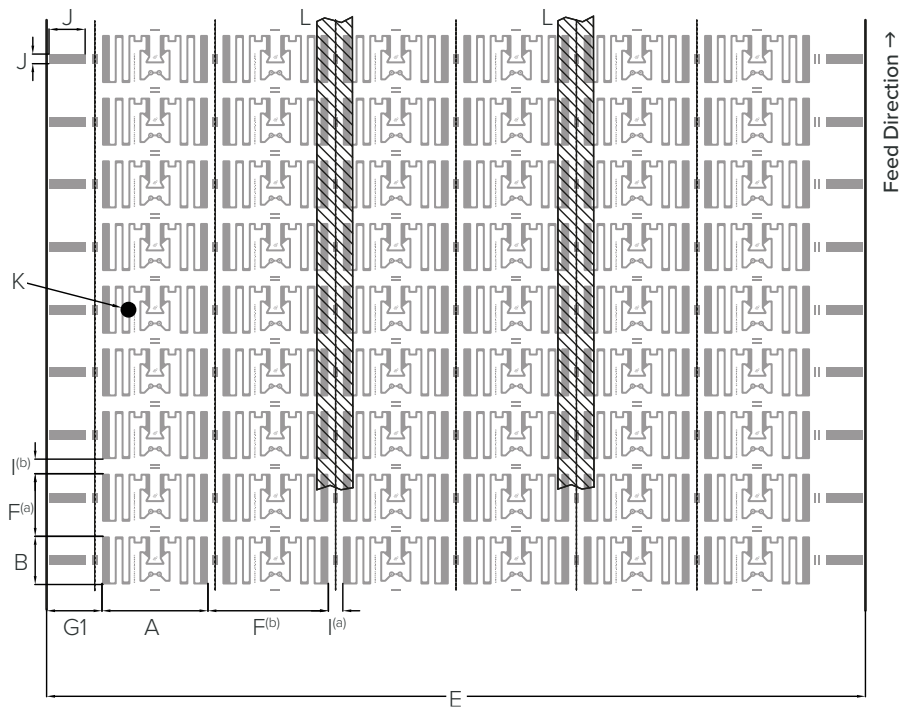 L L
J
J
Feed Direction →
K
I(b)
F(a)
B
G1 A F(b) I(a)
E